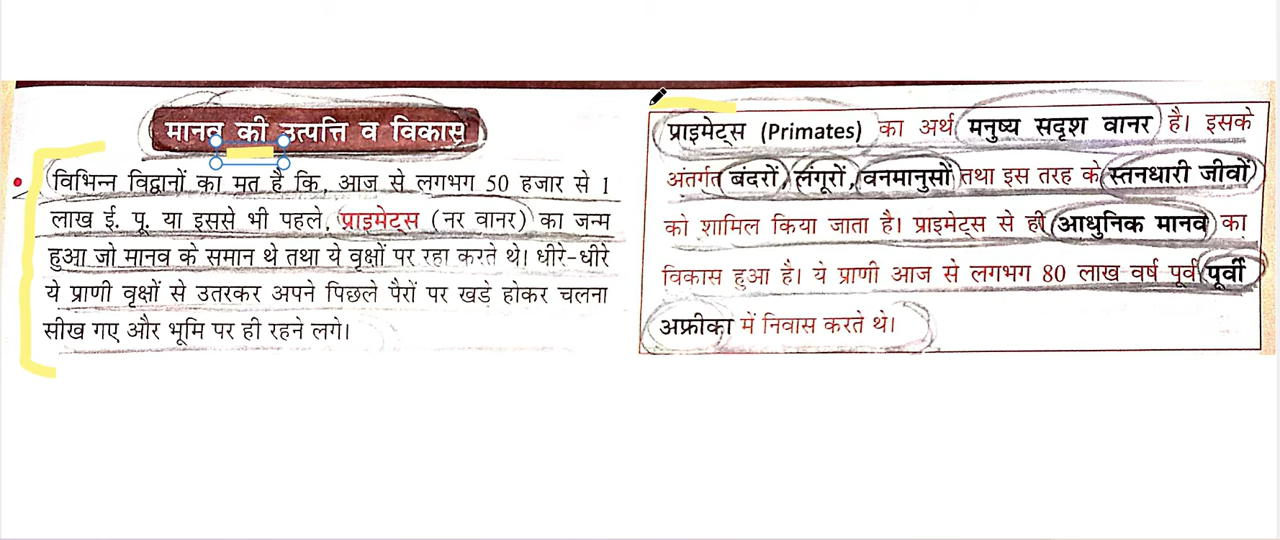 मानव की उत्पत्ति व विकास
विभिन्न विद्वानों का मत है कि, आज से लगभग 50 हजार से 1
लाख ई. पू. या इससे भी पहले, प्राइमेट्स (नर वानर) का जन्म
हुआ जो मानव के समान थे तथा ये वृक्षों पर रहा करते थे। धीरे-धीरे
ये प्राणी वृक्षों से उतरकर अपने पिछले पैरों पर खड़े होकर चलना
सीख गए और भूमि पर ही रहने लगे।
प्राइमेट्स (Primates) का अर्थ मनुष्य सदृश वानर है। इसके
अंतर्गत बंदरों, लंगूरों, वनमानुसों तथा इस तरह के स्तनधारी जीवों
को शामिल किया जाता है। प्राइमेट्स से ही आधुनिक मानव का
विकास हुआ है। ये प्राणी आज से लगभग 80 लाख वर्ष पूर्व पूर्वी
अफ्रीका में निवास करते थे।